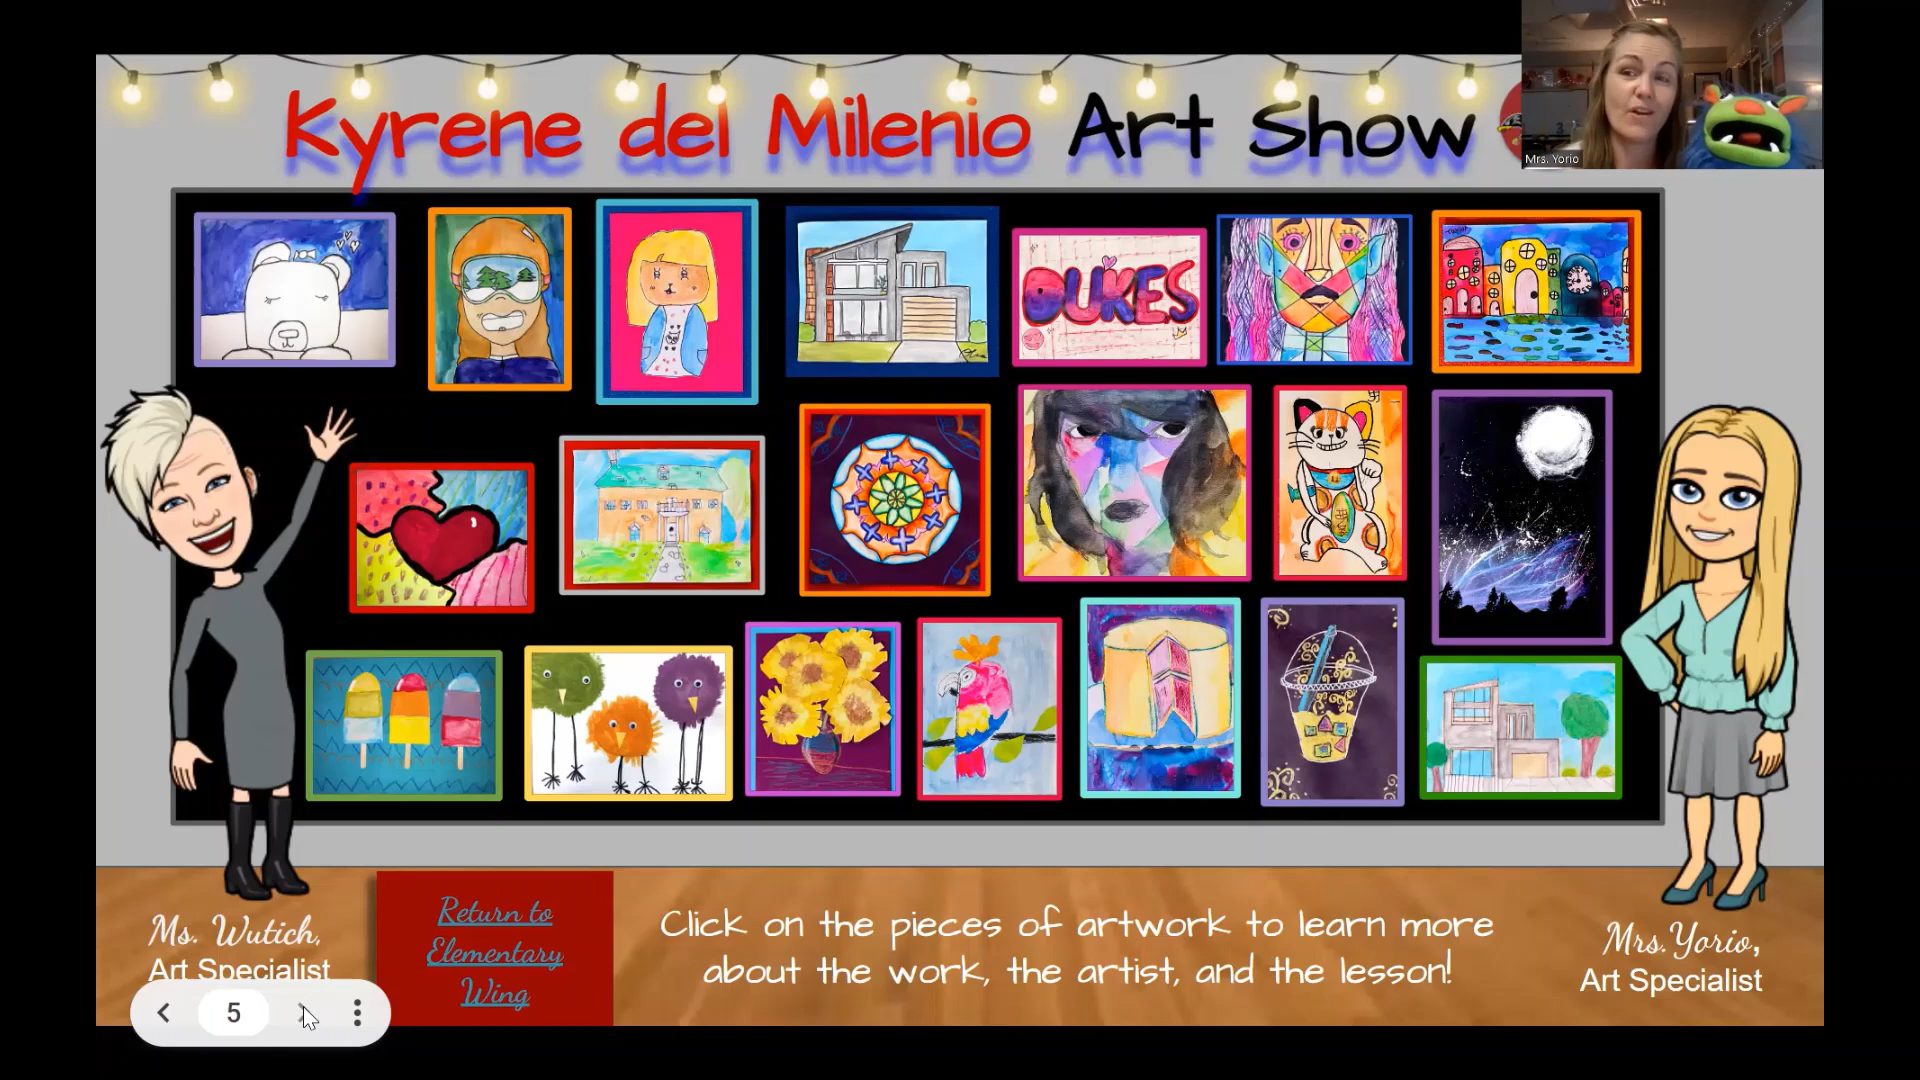 Kyrene del Milenio Art Show
Mrs. Yorio
DUKES
Ms. Wutich,
Art Specialist
Return to
Elementary
Wing
Click on the pieces of artwork to learn more
about the work, the artist, and the lesson!
Mrs.Yorio,
Art Specialist
5